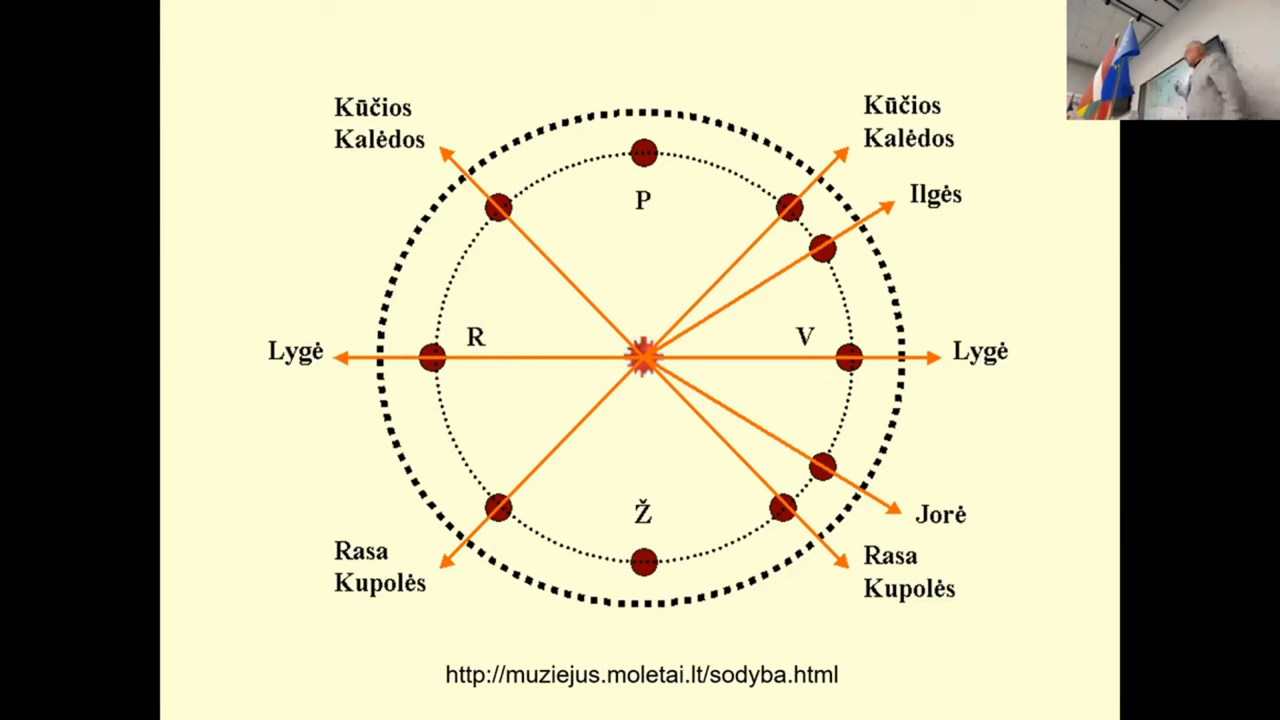 Kūčios
Kalėdos
Kūčios
Kalėdos
Ilgės
P
R
V
Lygė
Lygė
Ž
Jorė
Rasa
Kupolės
Rasa
Kupolės
http://muziejus.moletai.lt/sodyba.html